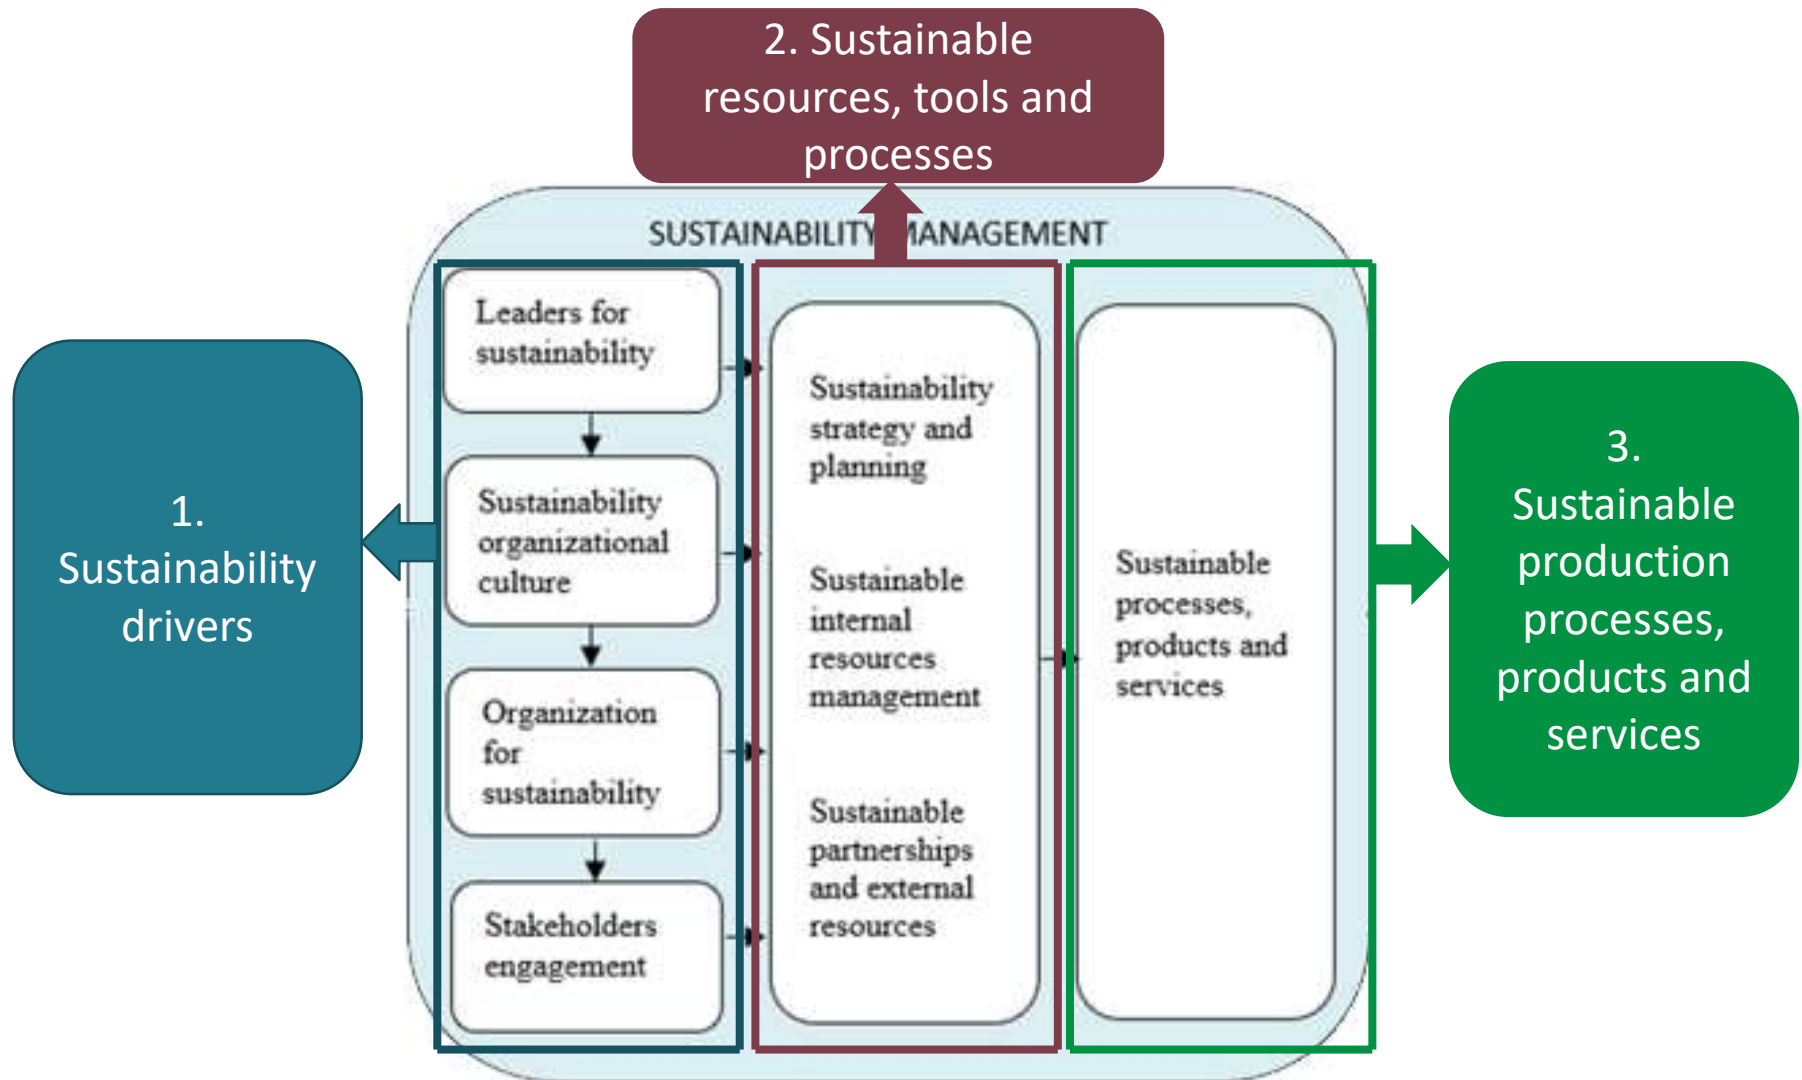 2. Sustainable
resources, tools and
processes
SUSTAINABILITY MANAGEMENT
1.
Sustainability
drivers
Leaders for
sustainability
Sustainability
organizational
culture
Organization
for
sustainability
Stakeholders
engagement
Sustainability
strategy and
planning
Sustainable
internal
resources
management
Sustainable
partnerships
and external
resources
Sustainable
processes,
products and
services
3.
Sustainable
production
processes,
products and
services